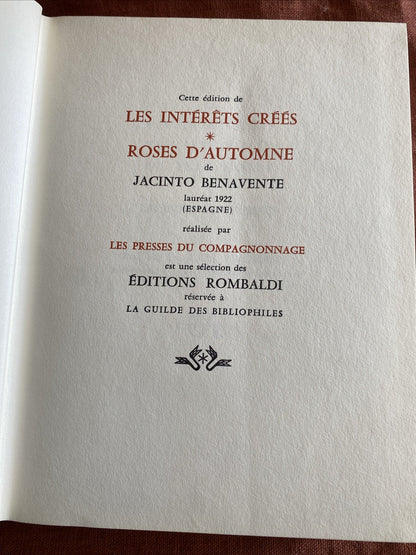 Cette édition de
LES INTÉRÊTS CRÉÉS
*
ROSES D'AUTOMNE
de
JACINTO BENAVENTE
lauréat 1922
(ESPAGNE)
réalisée par
LES PRESSES DU COMPAGNONNAGE
est une sélection des
ÉDITIONS ROMBALDI
réservée à
LA GUILDE DES BIBLIOPHILES